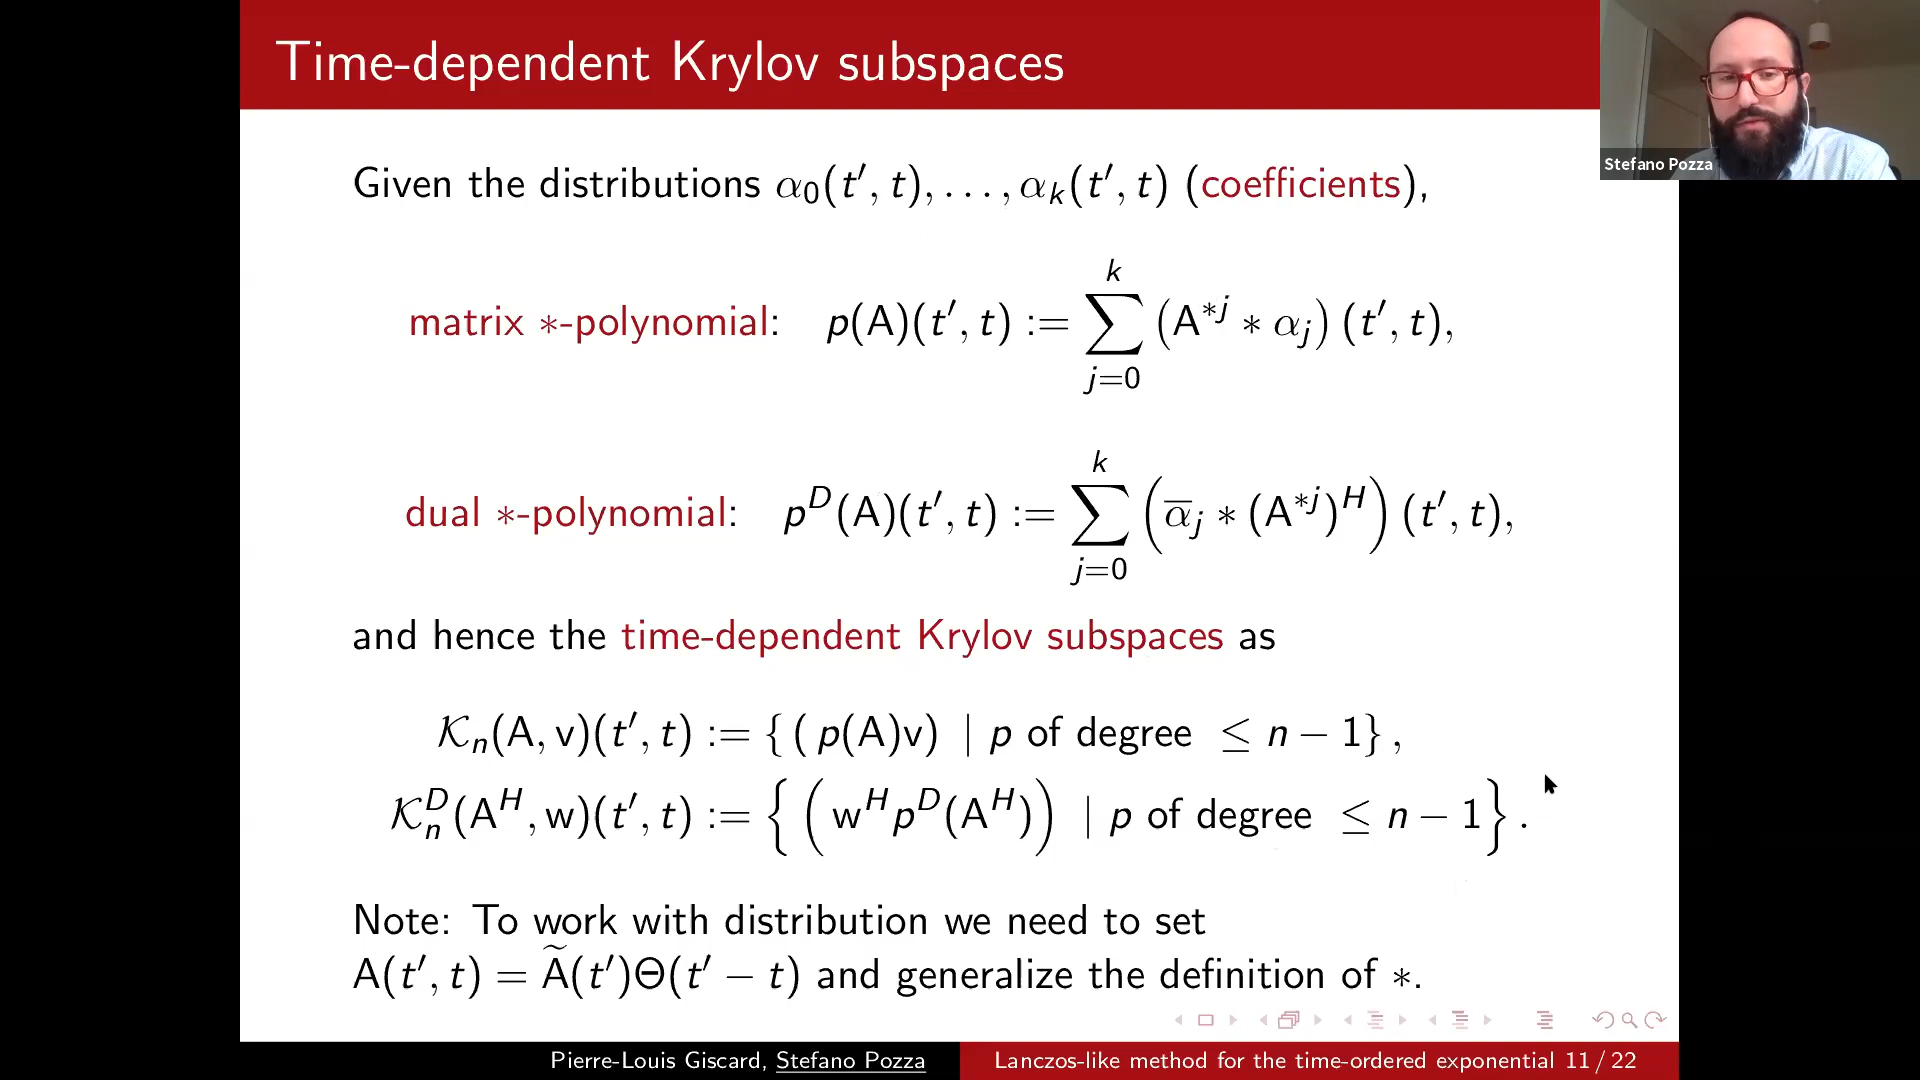 Time-dependent Krylov subspaces
Stefano Pozza
Given the distributions α₀(t′, t), . . . , αₖ(t′, t) (coefficients),
matrix ∗-polynomial: p(A)(t′, t) := ∑_{j=0}^{k} (A^{∗j} ∗ α_j) (t′, t),
dual ∗-polynomial: p^D(A)(t′, t) := ∑_{j=0}^{k} (ᾱ_j ∗ (A^{∗j})^H) (t′, t),
and hence the time-dependent Krylov subspaces as
𝒦_n(A, v)(t′, t) := { ( p(A)v) | p of degree ≤ n − 1} ,
𝒦_n^D(A^H, w)(t′, t) := { ( w^H p^D(A^H) ) | p of degree ≤ n − 1} .
Note: To work with distribution we need to set
A(t′, t) = Ã(t′)Θ(t′ − t) and generalize the definition of ∗.
Pierre-Louis Giscard, Stefano Pozza
Lanczos-like method for the time-ordered exponential 11 / 22